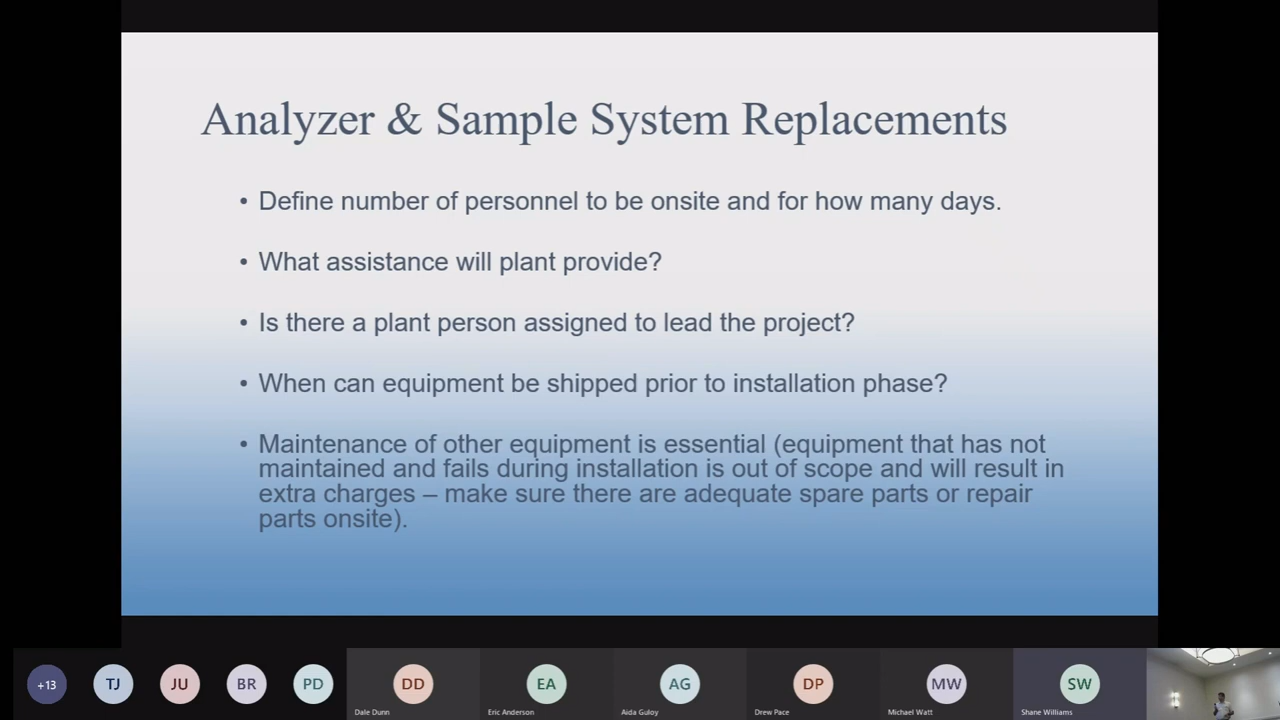 Analyzer & Sample System Replacements
• Define number of personnel to be onsite and for how many days.
• What assistance will plant provide?
• Is there a plant person assigned to lead the project?
• When can equipment be shipped prior to installation phase?
• Maintenance of other equipment is essential (equipment that has not
maintained and fails during installation is out of scope and will result in
extra charges – make sure there are adequate spare parts or repair
parts onsite).
+13
TJ
JU
BR
PD
DD
EA
AG
DP
MW
SW
Dale Dunn
Eric Anderson
Aida Guloy
Drew Pace
Michael Watt
Shane Williams